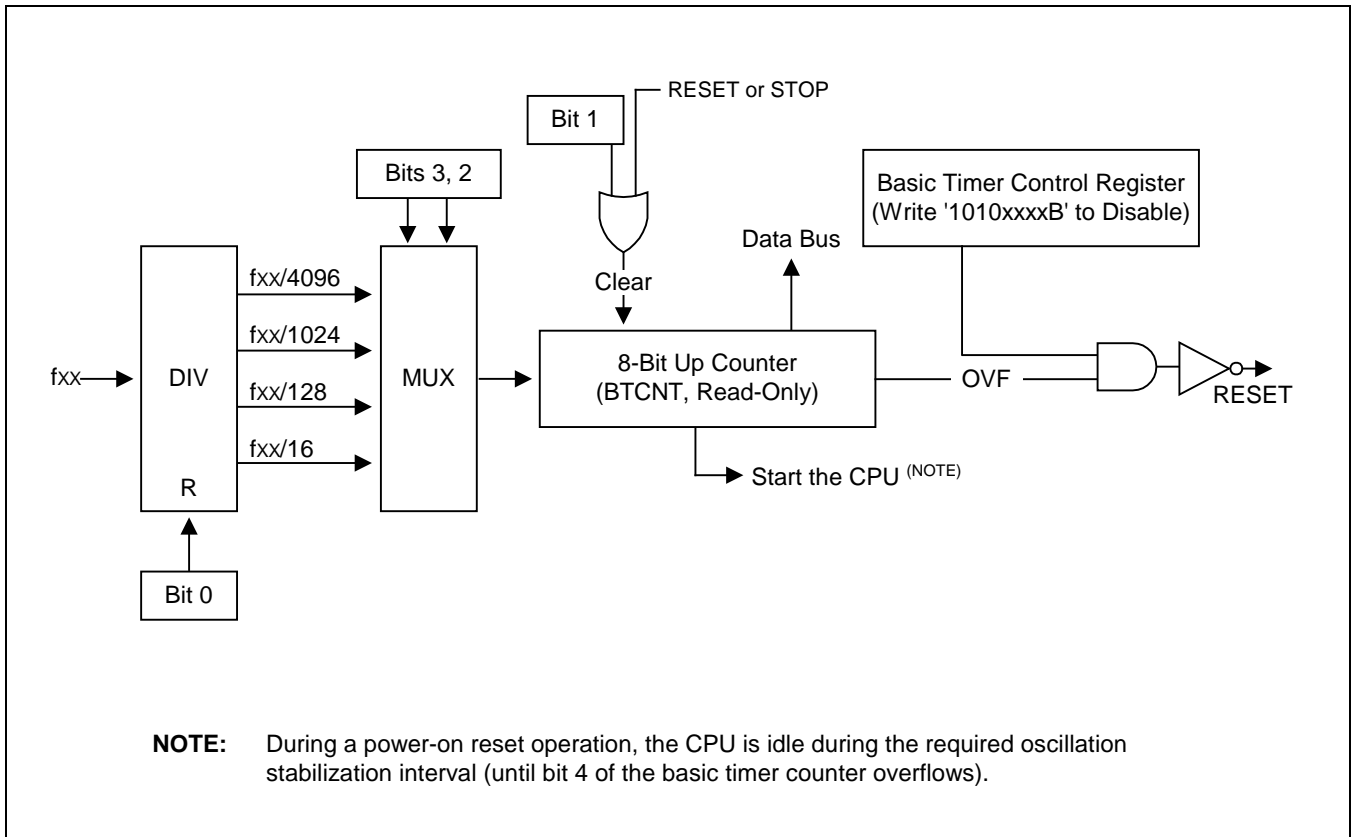 RESET or STOP
Bit 1
Bits 3, 2
Basic Timer Control Register
(Write '1010xxxxB' to Disable)
Data Bus
Clear
fxx
DIV
R
fxx/4096
fxx/1024
fxx/128
fxx/16
MUX
8-Bit Up Counter
(BTCNT, Read-Only)
OVF
RESET
Start the CPU (NOTE)
Bit 0
NOTE: During a power-on reset operation, the CPU is idle during the required oscillation
stabilization interval (until bit 4 of the basic timer counter overflows).